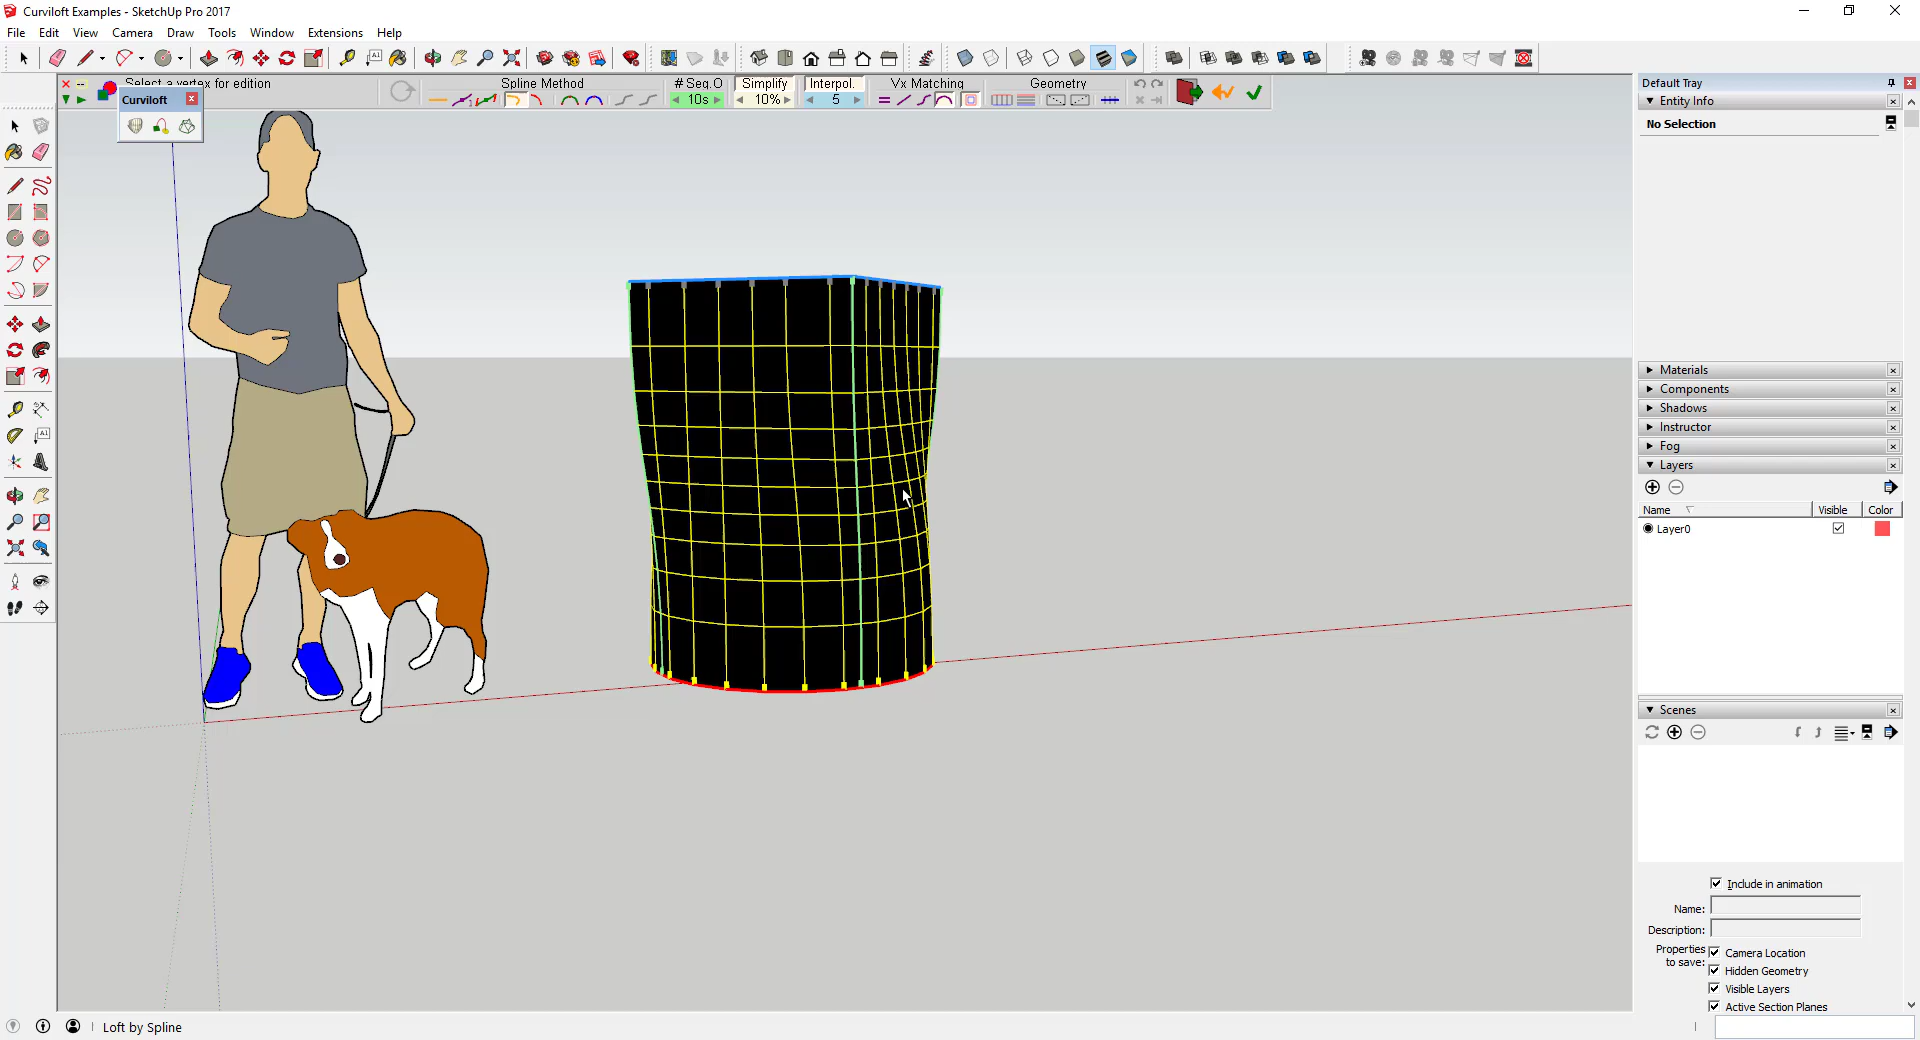 Curviloft Examples - SketchUp Pro 2017
File Edit View Camera Draw Tools Window Extensions Help
Select a vertex for edition
Spline Method
# Seg.O
Simplify
Interpol.
Vx Matching
Geometry
10s
10%
5
Curviloft
Default Tray
Entity Info
No Selection
Materials
Components
Shadows
Instructor
Fog
Layers
Name Visible Color
Layer0
Scenes
Include in animation
Name:
Description:
Properties to save:
Camera Location
Hidden Geometry
Visible Layers
Active Section Planes
Loft by Spline